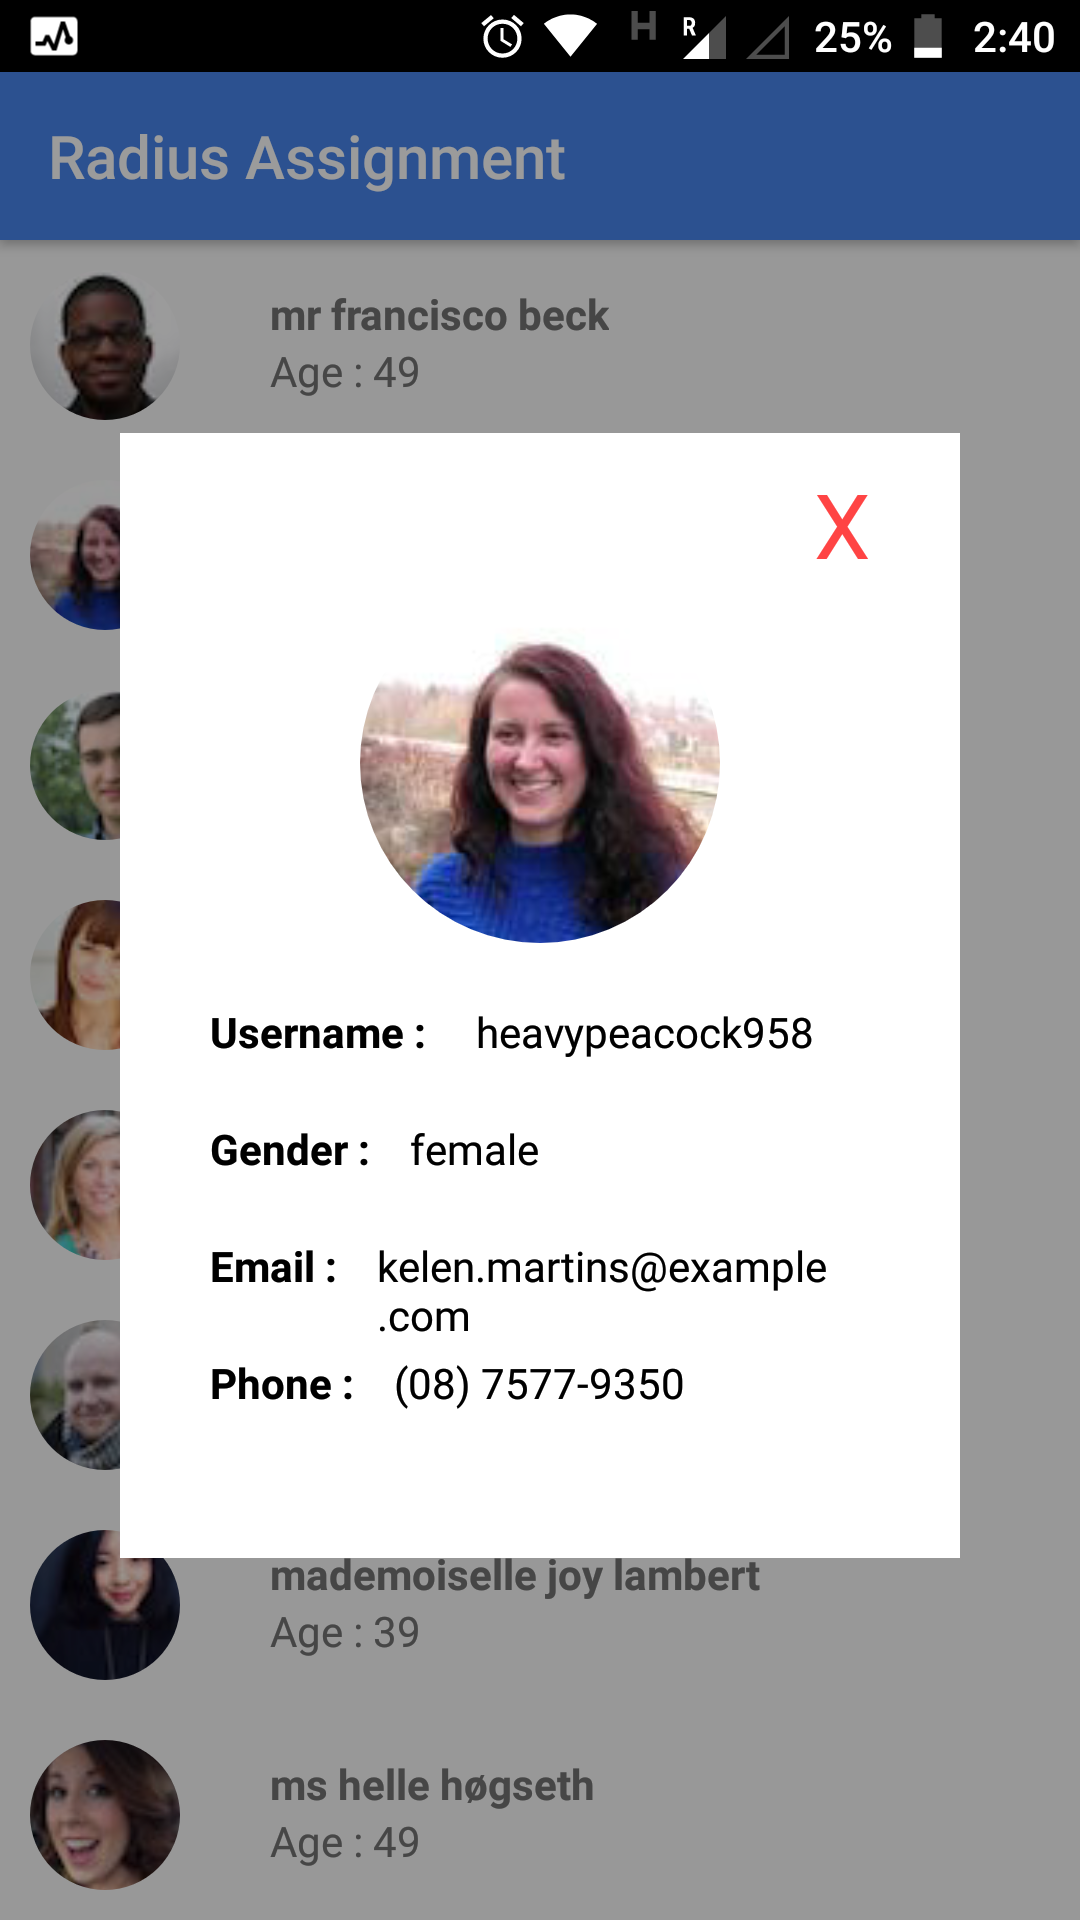 H R 25% 2:40
Radius Assignment
mr francisco beck
Age : 49
X
Username : heavypeacock958
Gender : female
Email : kelen.martins@example
.com
Phone : (08) 7577-9350
mademoiselle joy lambert
Age : 39
ms helle høgseth
Age : 49